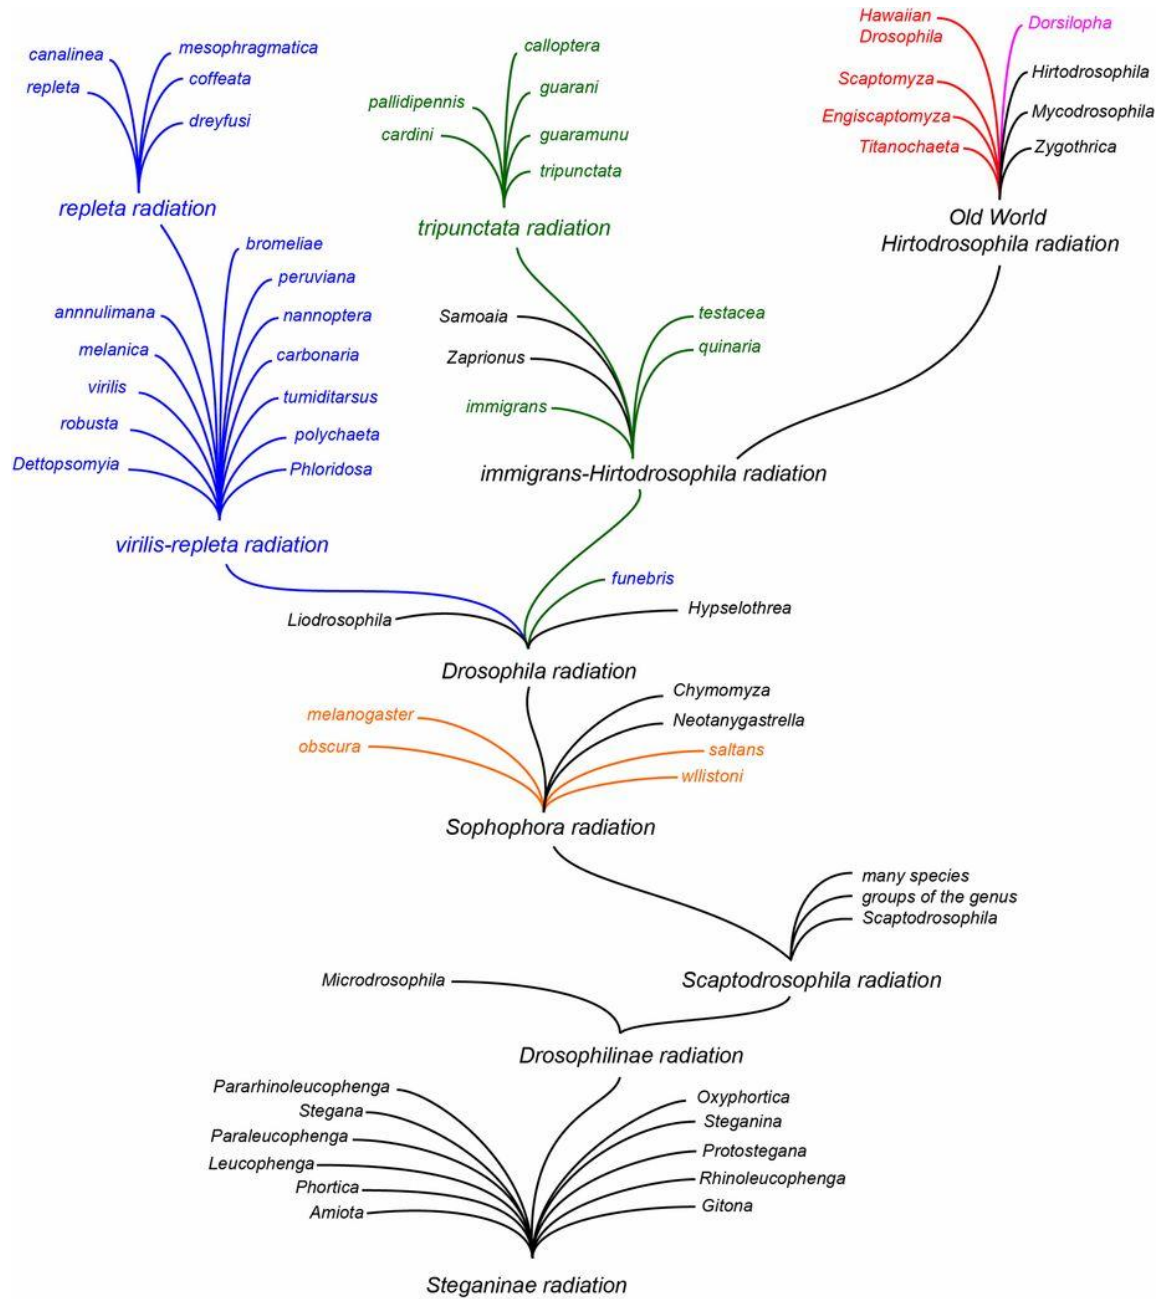 canalinea
mesophragmatica
repleta
coffeata
dreyfusi
repleta radiation
calloptera
guarani
pallidipennis
cardini
guaramunu
tripunctata
tripunctata radiation
Hawaiian
Drosophila
Dorsilopha
Scaptomyza
Hirtodrosophila
Engiscaptomyza
Mycodrosophila
Titanochaeta
Zygothrica
Old World
Hirtodrosophila radiation
bromeliae
peruviana
annnulimana
nannoptera
melanica
carbonaria
virilis
tumiditarsus
robusta
polychaeta
Dettopsomyia
Phloridosa
virilis-repleta radiation
Samoaia
testacea
Zaprionus
quinaria
immigrans
immigrans-Hirtodrosophila radiation
funebris
Liodrosophila
Hypselothrea
Drosophila radiation
melanogaster
Chymomyza
obscura
Neotanygastrella
saltans
wllistoni
Sophophora radiation
many species
groups of the genus
Scaptodrosophila
Microdrosophila
Scaptodrosophila radiation
Drosophilinae radiation
Pararhinoleucophenga
Oxyphortica
Stegana
Steganina
Paraleucophenga
Protostegana
Leucophenga
Rhinoleucophenga
Phortica
Gitona
Amiota
Steganinae radiation